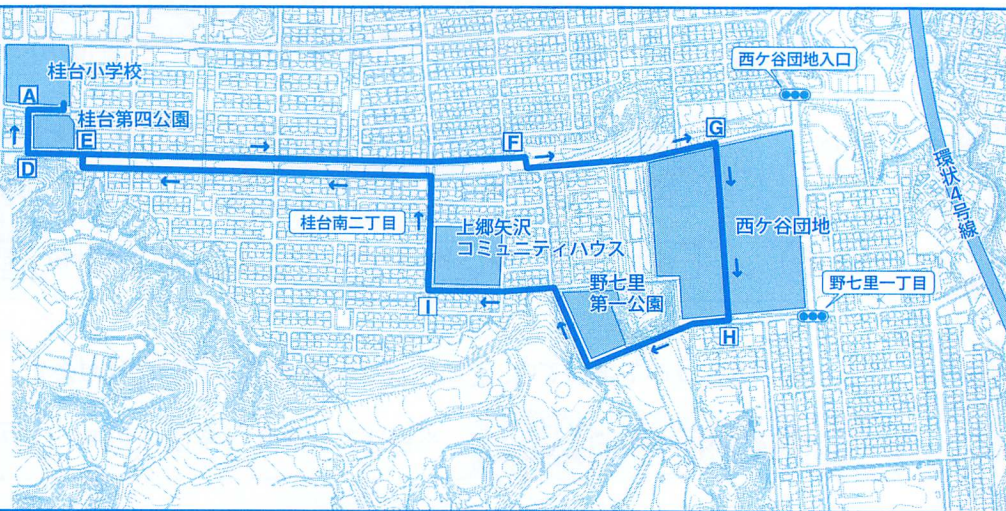 桂台小学校
A
桂台第四公園
E
D
F
G
西ケ谷団地入口
環状4号線
桂台南二丁目
上郷矢沢
コミュニティハウス
西ケ谷団地
野七里
第一公園
野七里一丁目
I
H